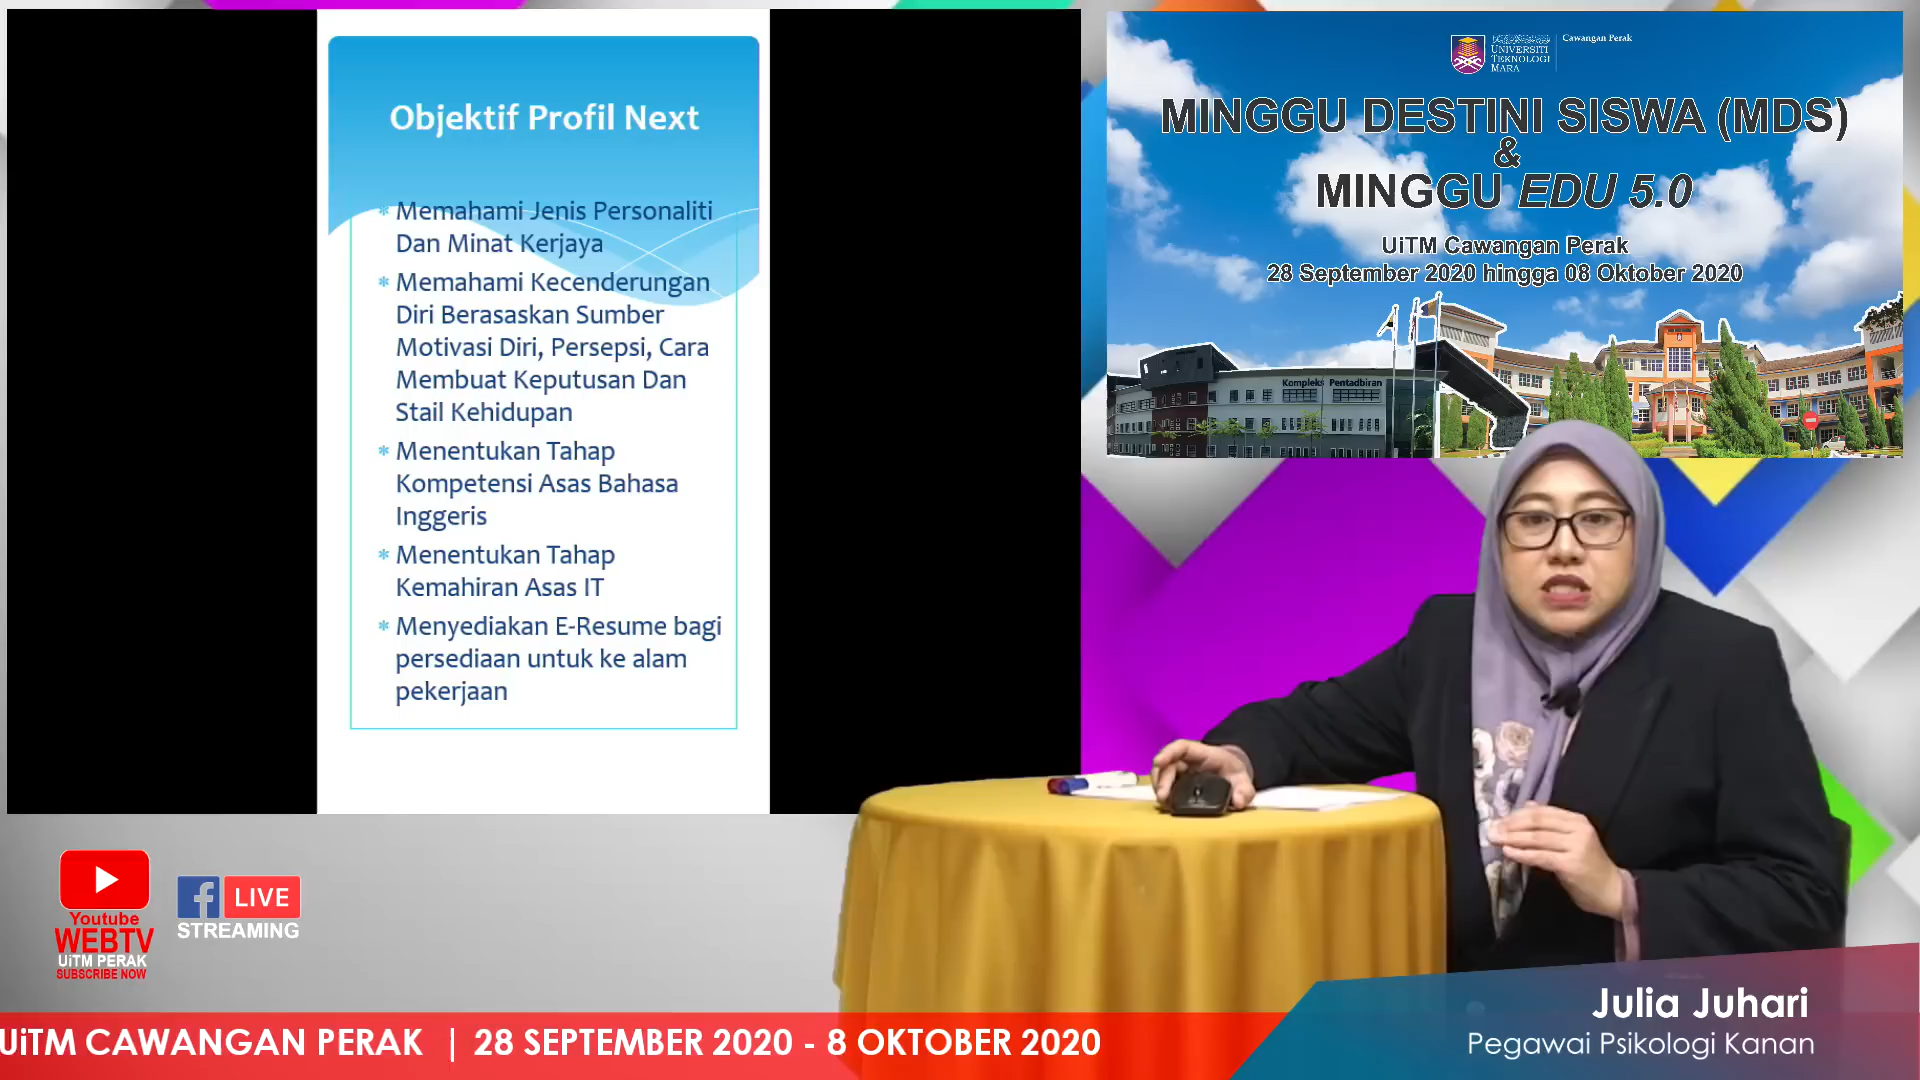 Objektif Profil Next
* Memahami Jenis Personaliti
Dan Minat Kerjaya
* Memahami Kecenderungan
Diri Berasaskan Sumber
Motivasi Diri, Persepsi, Cara
Membuat Keputusan Dan
Stail Kehidupan
* Menentukan Tahap
Kompetensi Asas Bahasa
Inggeris
* Menentukan Tahap
Kemahiran Asas IT
* Menyediakan E-Resume bagi
persediaan untuk ke alam
pekerjaan
UNIVERSITI
TEKNOLOGI
MARA
Cawangan Perak
MINGGU DESTINI SISWA (MDS)
&
MINGGU EDU 5.0
UiTM Cawangan Perak
28 September 2020 hingga 08 Oktober 2020
Kompleks Pentadbiran
Youtube
WEBTV
UiTM PERAK
SUBSCRIBE NOW
f LIVE
STREAMING
Julia Juhari
Pegawai Psikologi Kanan
UiTM CAWANGAN PERAK | 28 SEPTEMBER 2020 - 8 OKTOBER 2020